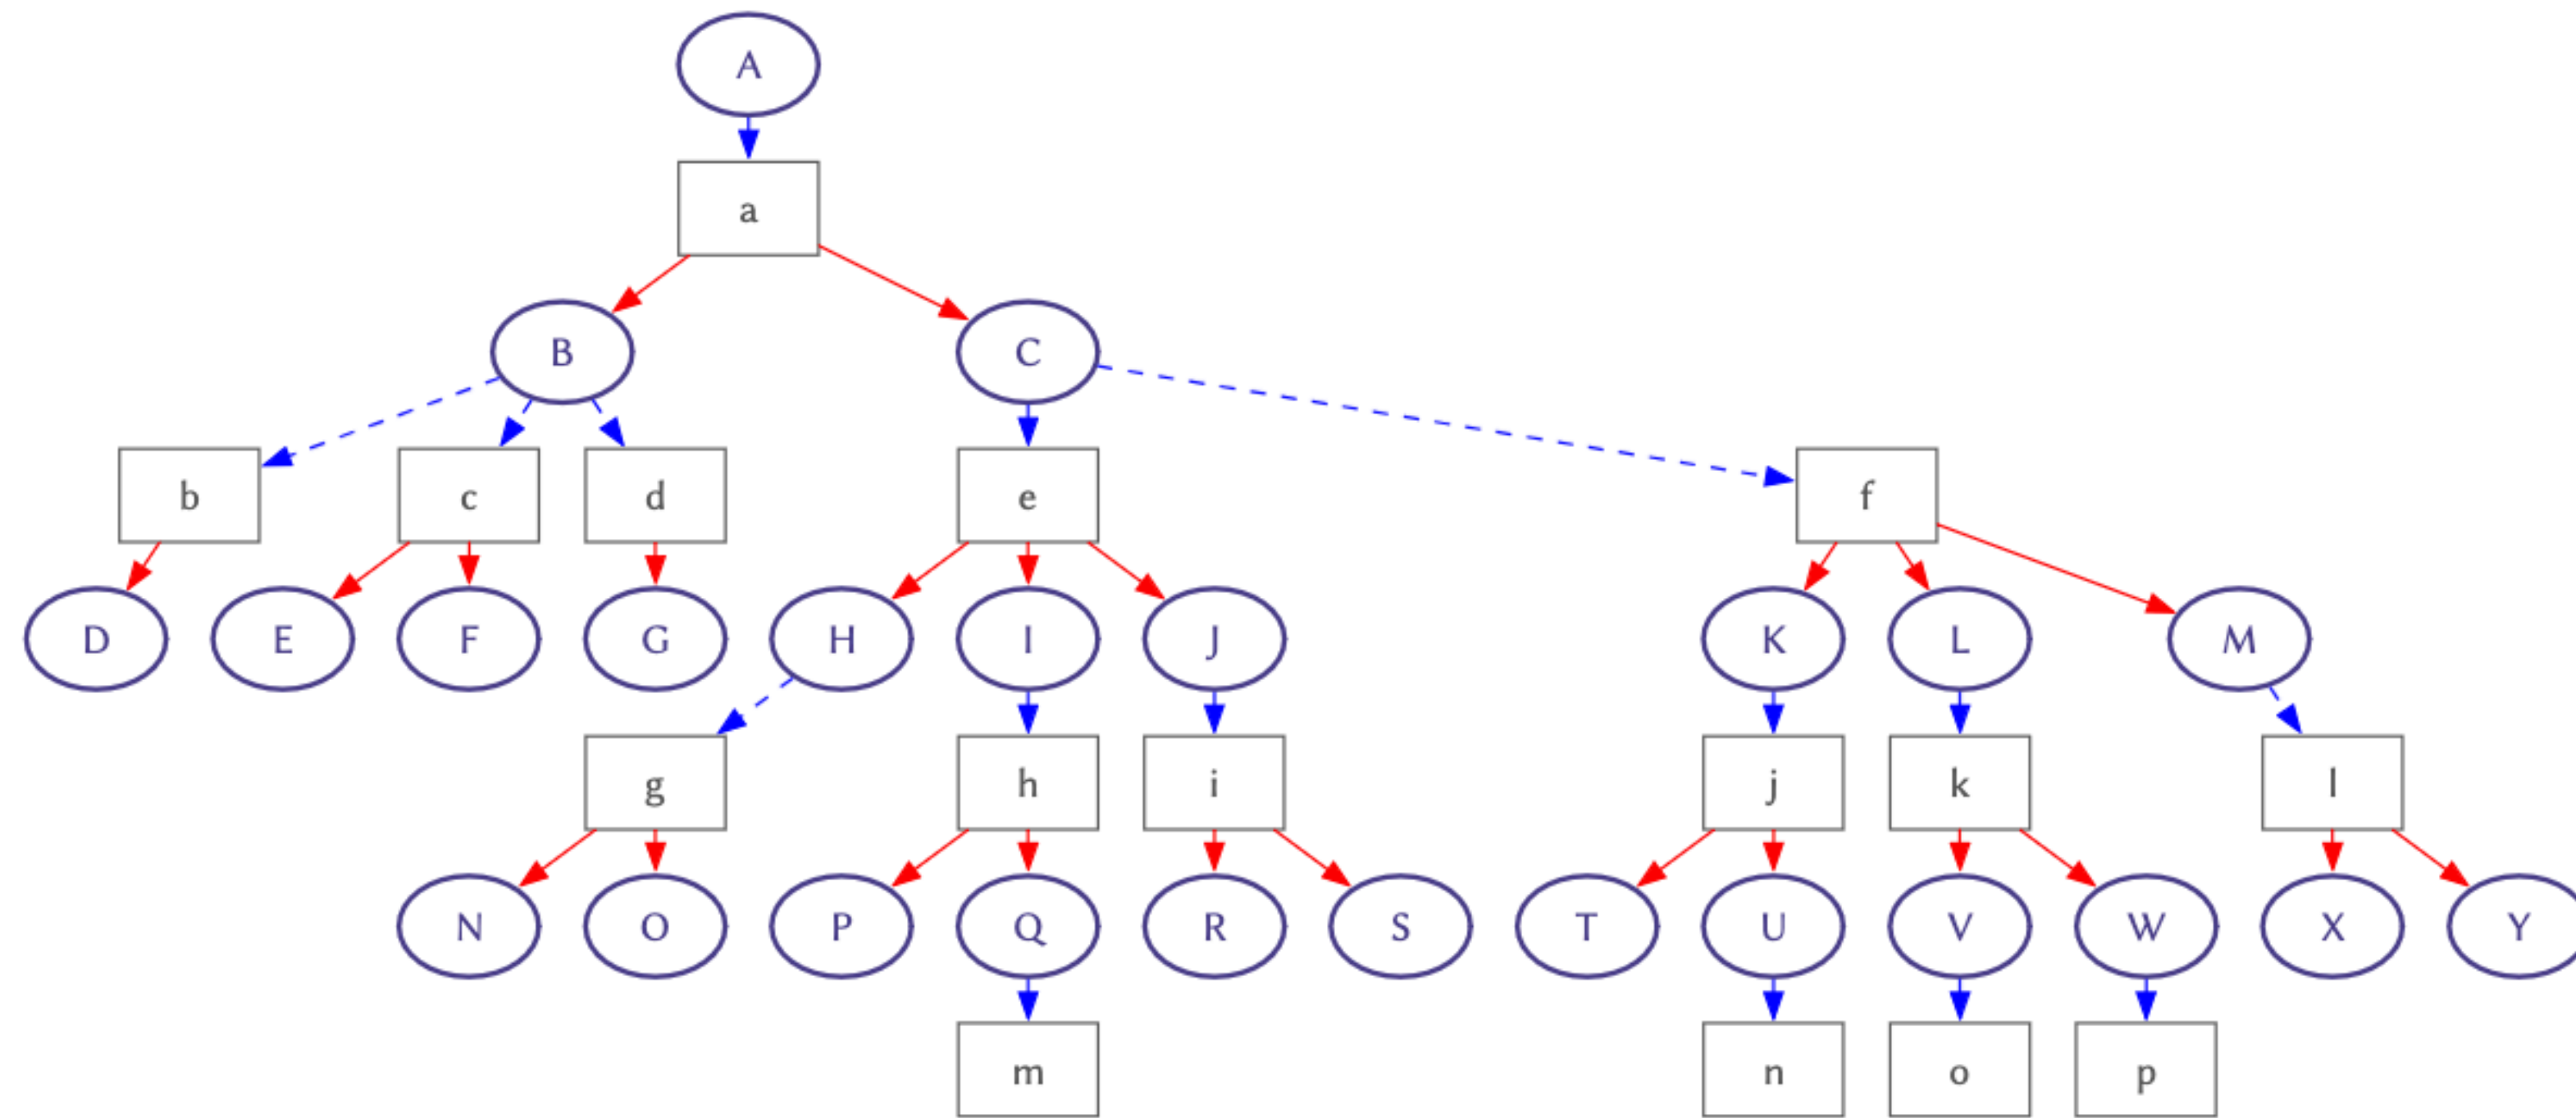 A
a
B C
b c d e f
D E F G H I J K L M
g h i j k l
N O P Q R S T U V W X Y
m n o p